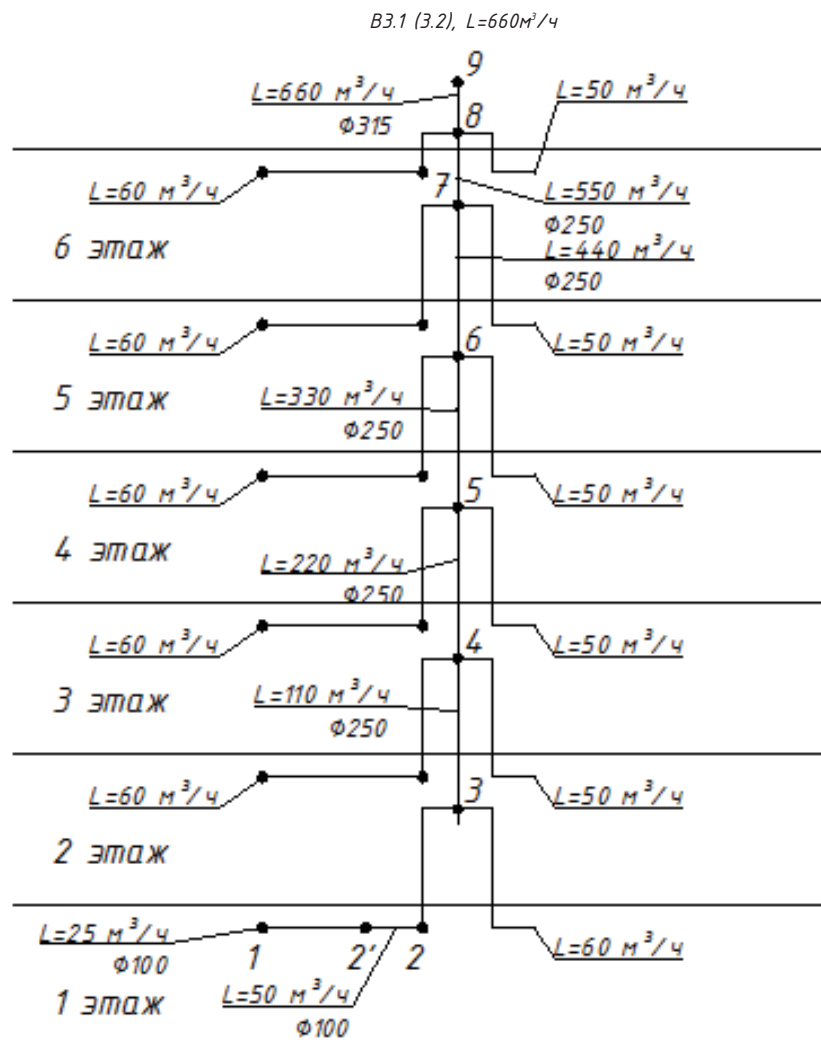 В3.1 (3.2), L=660м³/ч
9
L=660 м³/ч
Ф315
L=50 м³/ч
8
L=60 м³/ч
7
L=550 м³/ч
Ф250
6 этаж
L=440 м³/ч
Ф250
L=60 м³/ч
6
L=50 м³/ч
5 этаж
L=330 м³/ч
Ф250
L=60 м³/ч
5
L=50 м³/ч
4 этаж
L=220 м³/ч
Ф250
L=60 м³/ч
4
L=50 м³/ч
3 этаж
L=110 м³/ч
Ф250
L=60 м³/ч
3
L=50 м³/ч
2 этаж
L=25 м³/ч
Ф100
1
2'
2
L=60 м³/ч
1 этаж
L=50 м³/ч
Ф100